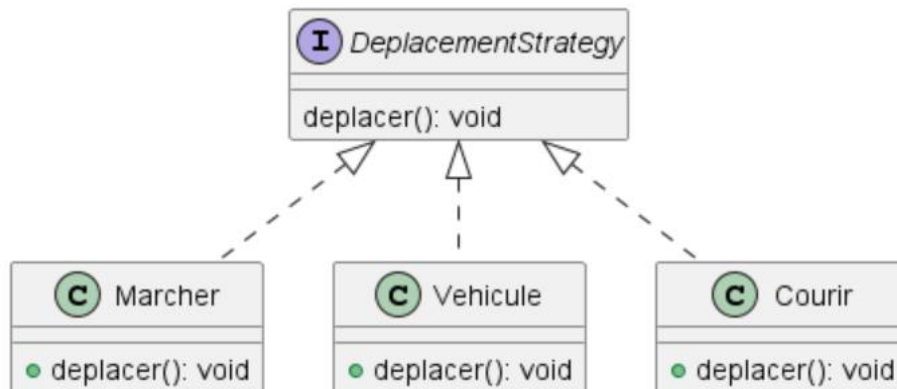 I DeplacementStrategy
deplacer(): void
C Marcher
deplacer(): void
C Vehicule
deplacer(): void
C Courir
deplacer(): void